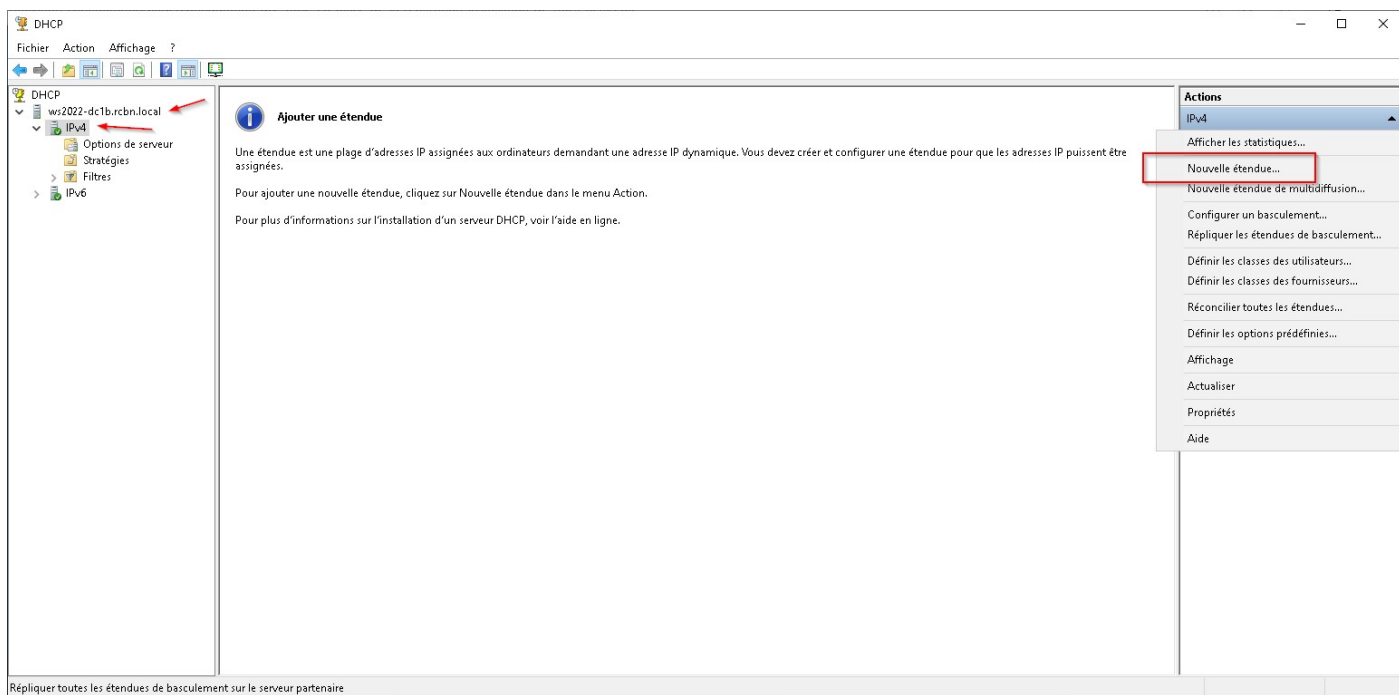 DHCP
Fichier Action Affichage ?
DHCP
ws2022-dc1b.rcbn.local
IPv4
Options de serveur
Stratégies
Filtres
IPv6
Ajouter une étendue
Une étendue est une plage d'adresses IP assignées aux ordinateurs demandant une adresse IP dynamique. Vous devez créer et configurer une étendue pour que les adresses IP puissent être
assignées.
Pour ajouter une nouvelle étendue, cliquez sur Nouvelle étendue dans le menu Action.
Pour plus d'informations sur l'installation d'un serveur DHCP, voir l'aide en ligne.
Actions
IPv4
Afficher les statistiques...
Nouvelle étendue...
Nouvelle étendue de multidiffusion...
Configurer un basculement...
Répliquer les étendues de basculement...
Définir les classes des utilisateurs...
Définir les classes des fournisseurs...
Réconcilier toutes les étendues...
Définir les options prédéfinies...
Affichage
Actualiser
Propriétés
Aide
Répliquer toutes les étendues de basculement sur le serveur partenaire